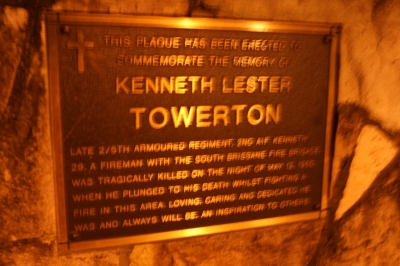 THIS PLAQUE HAS BEEN ERECTED TO
COMMEMORATE THE MEMORY OF
KENNETH LESTER
TOWERTON
LATE 2/5TH ARMOURED REGIMENT, 2ND AIF KENNETH
29, A FIREMAN WITH THE SOUTH BRISBANE FIRE BRIGADE
WAS TRAGICALLY KILLED ON THE NIGHT OF MAY
WHEN HE PLUNGED TO HIS DEATH WHILST FIGHTING A
FIRE IN THIS AREA. LOVING, CARING AND DEDICATED HE
WAS AND ALWAYS WILL BE AN INSPIRATION TO OTHERS